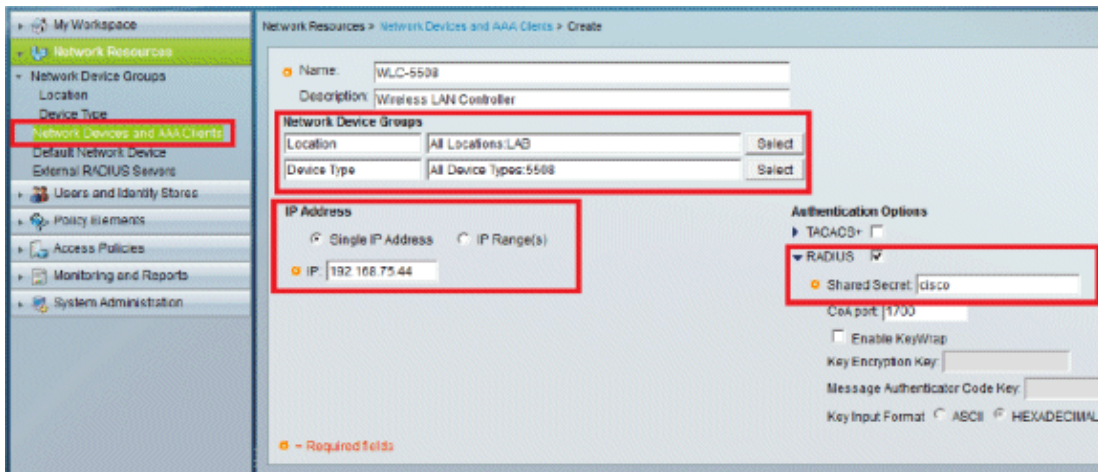 My Workspace
Network Resources
Network Device Groups
Location
Device Type
Network Devices and AAA Clients
Default Network Device
External RADIUS Servers
Users and Identity Stores
Policy Elements
Access Policies
Monitoring and Reports
System Administration
Network Resources > Network Devices and AAA Clients > Create
Name: WLC-5508
Description: Wireless LAN Controller
Network Device Groups
Location All Locations:LAB Select
Device Type All Device Types:5508 Select
IP Address
Single IP Address IP Range(s)
IP: 192.168.75.44
Authentication Options
TACACS+
RADIUS
Shared Secret: cisco
CoA port: 1700
Enable KeyWrap
Key Encryption Key:
Message Authenticator Code Key:
Key Input Format ASCII HEXADECIMAL
= Required fields